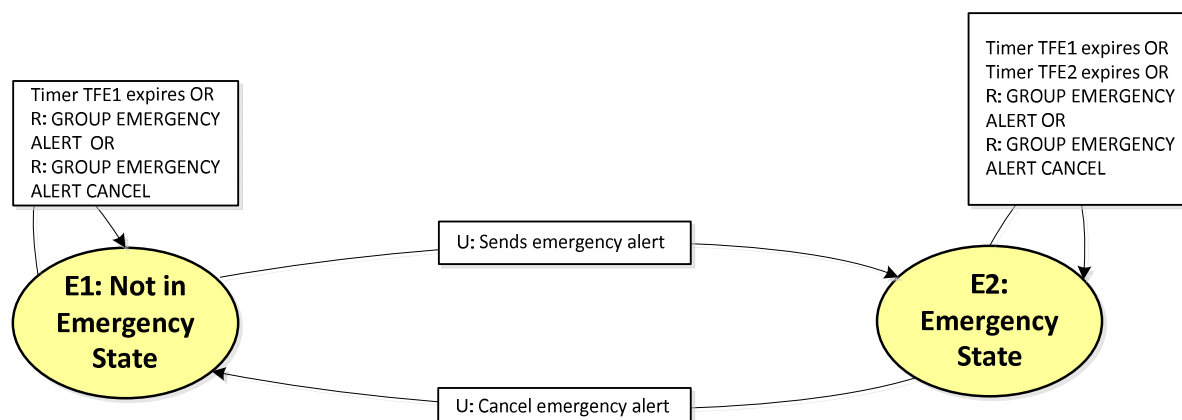 Timer TFE1 expires OR
R: GROUP EMERGENCY
ALERT OR
R: GROUP EMERGENCY
ALERT CANCEL
Timer TFE1 expires OR
Timer TFE2 expires OR
R: GROUP EMERGENCY
ALERT OR
R: GROUP EMERGENCY
ALERT CANCEL
U: Sends emergency alert
E1: Not in
Emergency
State
E2:
Emergency
State
U: Cancel emergency alert